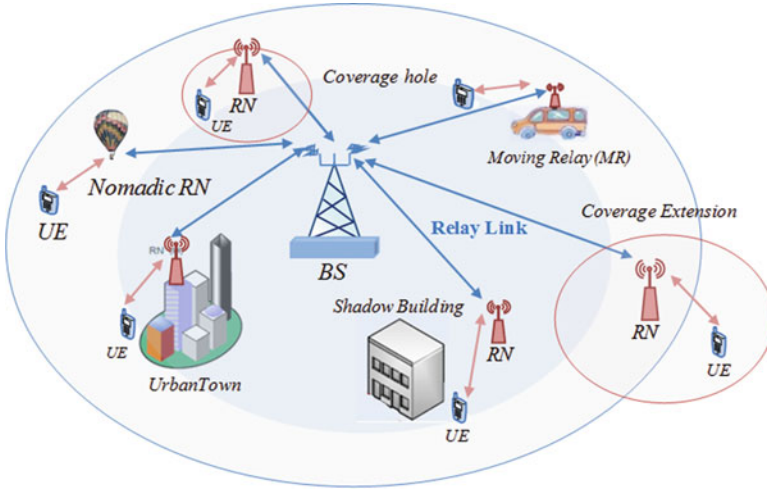 Coverage hole
RN
UE
Moving Relay (MR)
Nomadic RN
UE
Coverage Extension
Relay Link
BS
RN
Shadow Building
RN
RN
UE
UE
UrbanTown
UE